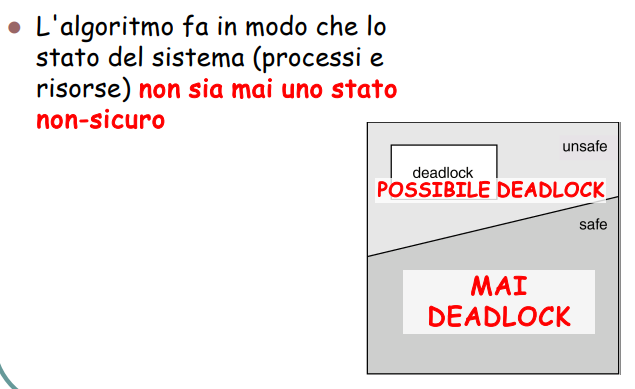 L'algoritmo fa in modo che lo
stato del sistema (processi e
risorse) non sia mai uno stato
non-sicuro
unsafe
deadlock
POSSIBILE DEADLOCK
safe
MAI
DEADLOCK